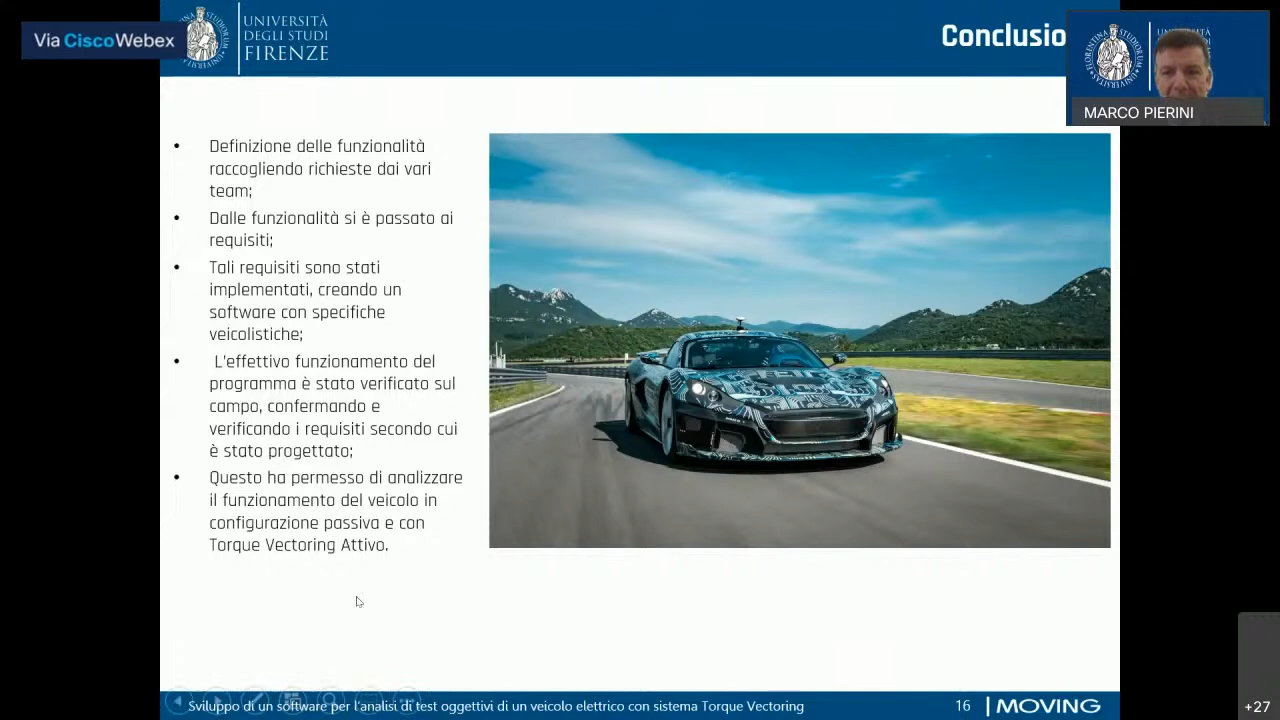 Via CiscoWebex
UNIVERSITÀ
DEGLI STUDI
FIRENZE
Conclusio
MARCO PIERINI
• Definizione delle funzionalità
raccogliendo richieste dai vari
team;
• Dalle funzionalità si è passato ai
requisiti;
• Tali requisiti sono stati
implementati, creando un
software con specifiche
veicolistiche;
• L'effettivo funzionamento del
programma è stato verificato sul
campo, confermando e
verificando i requisiti secondo cui
è stato progettato;
• Questo ha permesso di analizzare
il funzionamento del veicolo in
configurazione passiva e con
Torque Vectoring Attivo.
Sviluppo di un software per l'analisi di test oggettivi di un veicolo elettrico con sistema Torque Vectoring
16
MOVING
+27